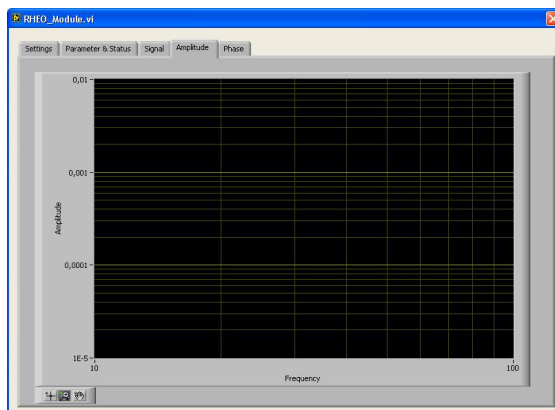 RHEO_Module.vi
Settings Parameter & Status Signal Amplitude Phase
0,01
0,001
Amplitude
0,0001
1E-5
10 100
Frequency